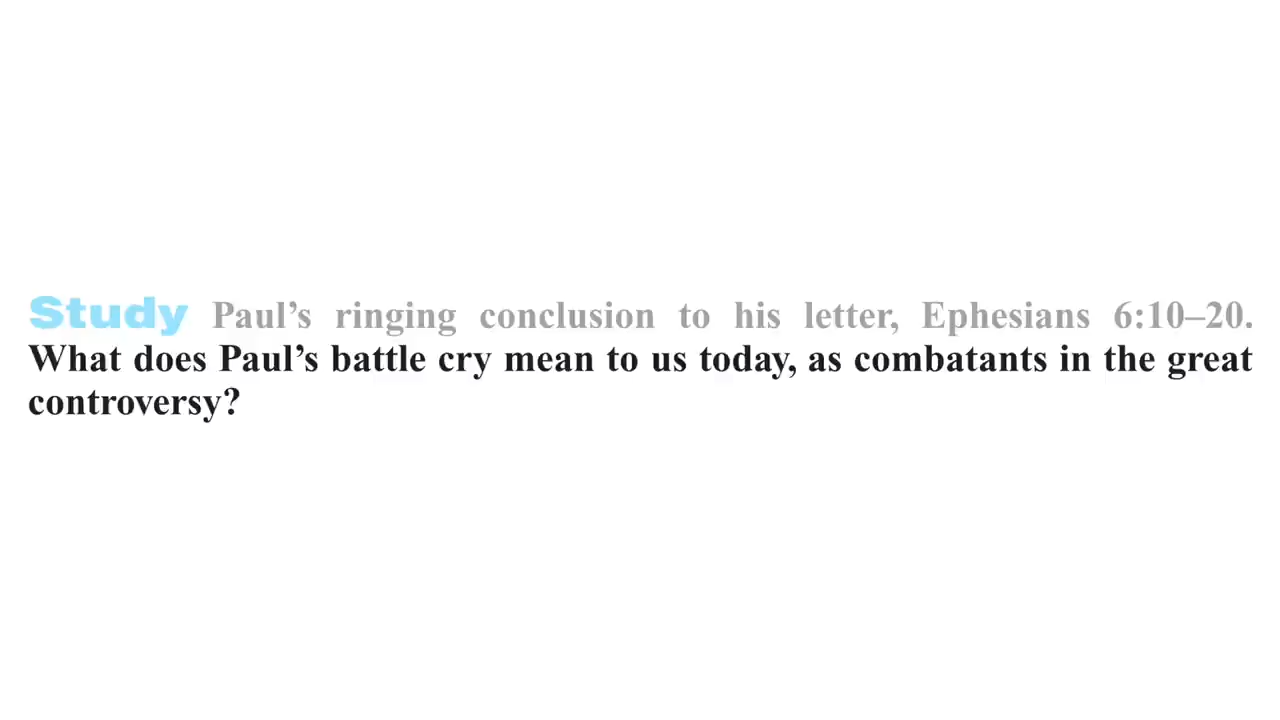 Study Paul’s ringing conclusion to his letter, Ephesians 6:10–20.
What does Paul’s battle cry mean to us today, as combatants in the great
controversy?